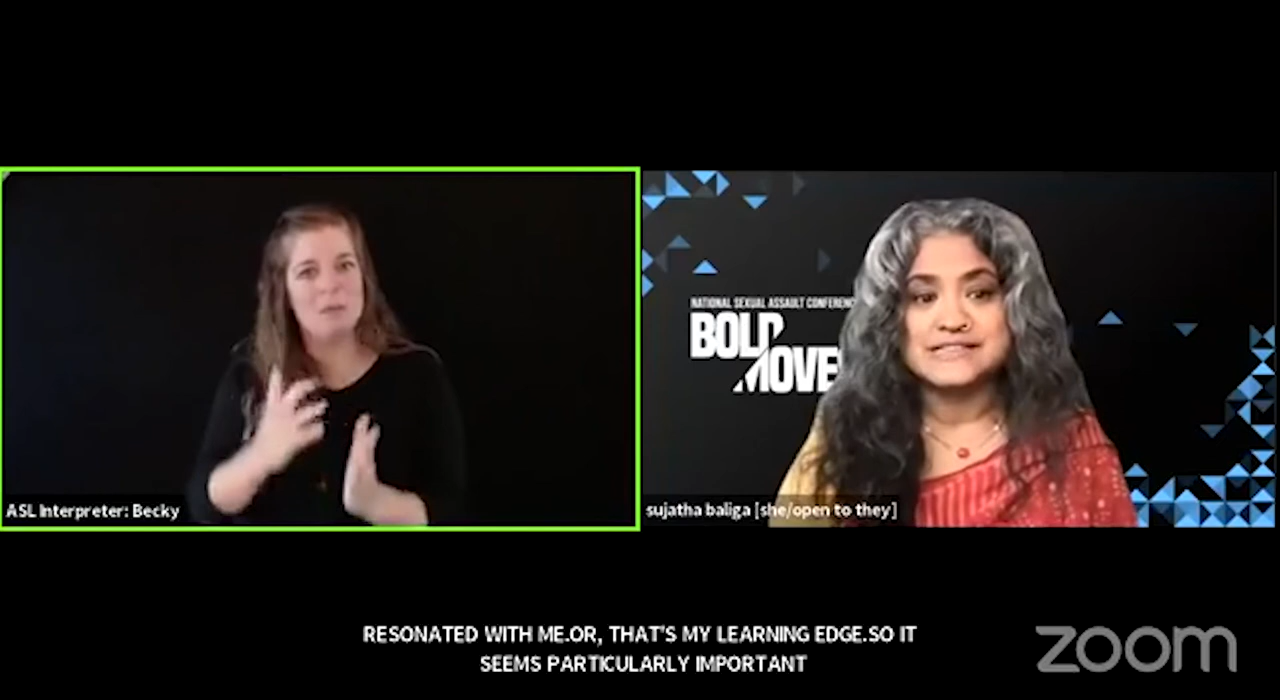 NATIONAL SEXUAL ASSAULT CONFERENC
BOLD
MOVE
ASL Interpreter: Becky
sujatha baliga [she/open to they]
RESONATED WITH ME.OR, THAT'S MY LEARNING EDGE.SO IT
SEEMS PARTICULARLY IMPORTANT
zoom